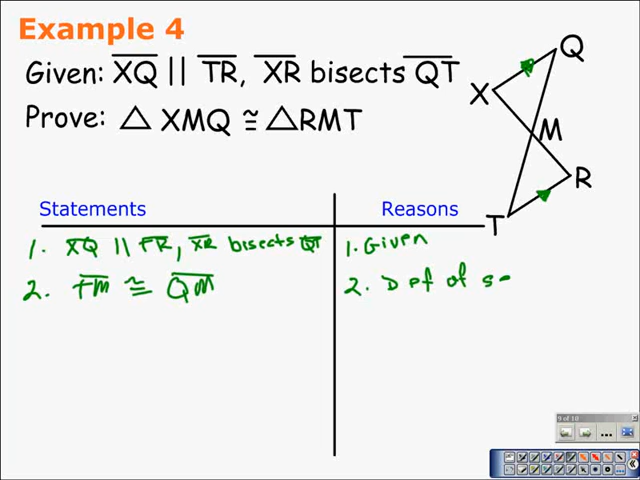 Example 4
Given: XQ || TR, XR bisects QT
Prove: △ XMQ ≅ △RMT
Q
X
M
R
T
Statements Reasons
1. XQ || TR, XR bisects QT 1. Given
2. TM ≅ QM 2. Def of s
9 of 10